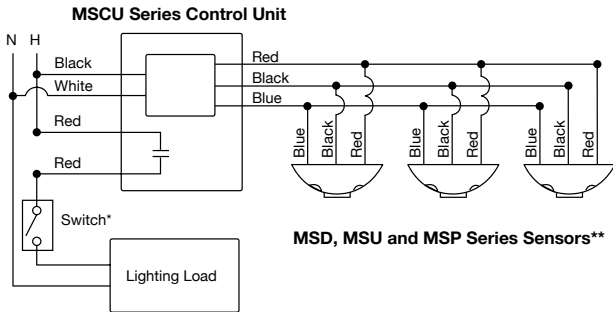 MSCU Series Control Unit
N H
Black
White
Red
Red
Red
Black
Blue
Blue
Black
Red
Blue
Black
Red
Blue
Black
Red
Switch*
Lighting Load
MSD, MSU and MSP Series Sensors**